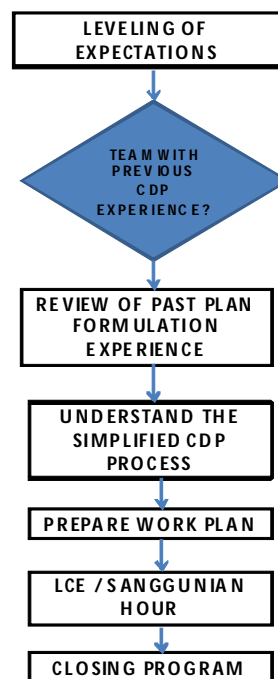 LEVELING OF
EXPECTATIONS
TEAM WITH
PREVIOUS
CDP
EXPERIENCE?
REVIEW OF PAST PLAN
FORMULATION
EXPERIENCE
UNDERSTAND THE
SIMPLIFIED CDP
PROCESS
PREPARE WORK PLAN
LCE / SANGGUNIAN
HOUR
CLOSING PROGRAM